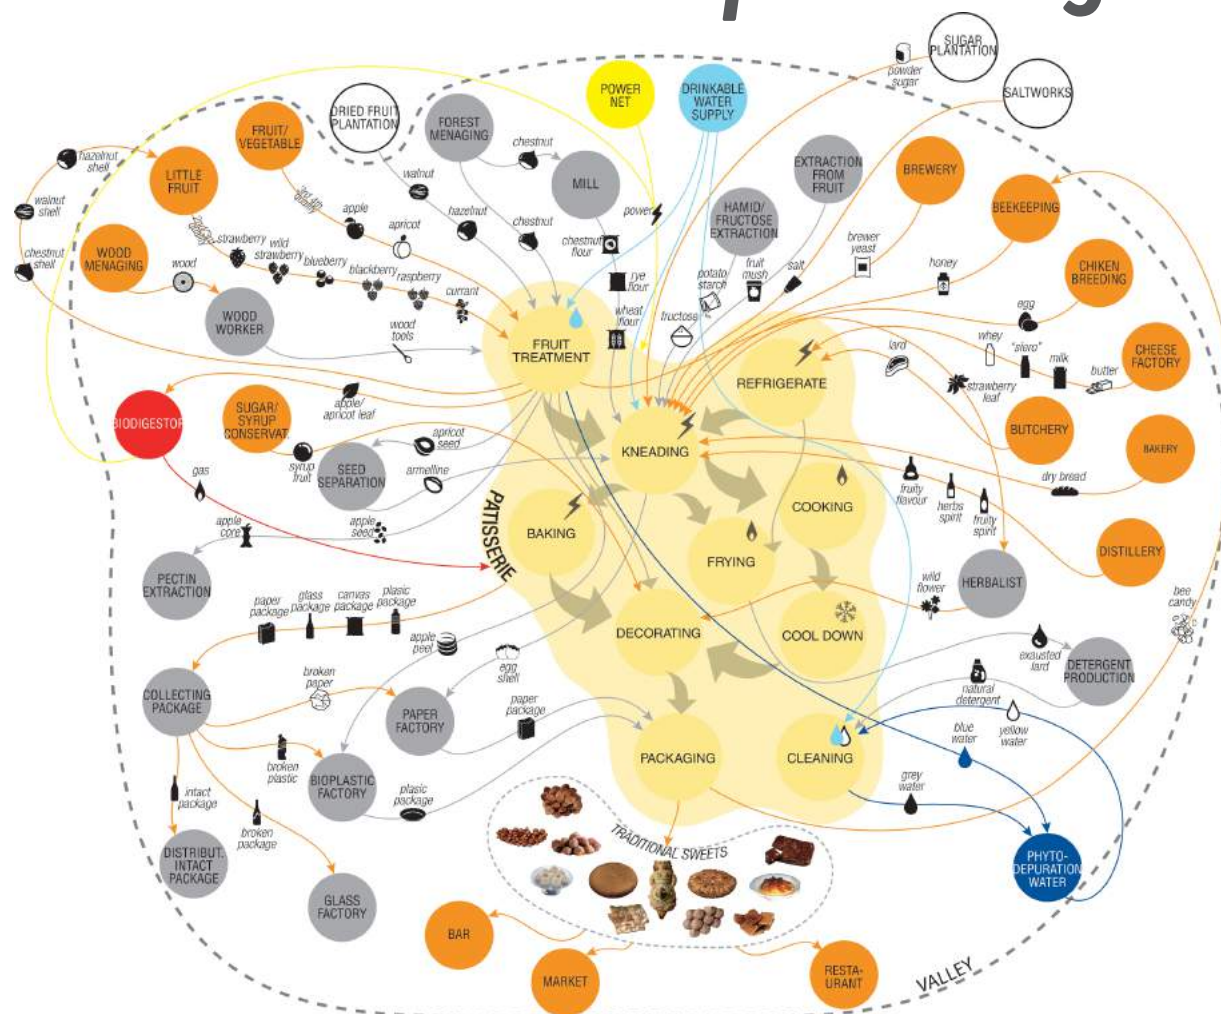 SUGAR
PLANTATION
powder
sugar
SALTWORKS
POWER
NET
DRINKABLE
WATER
SUPPLY
DRIED FRUIT
PLANTATION
FOREST
MENAGING
FRUIT/
VEGETABLE
chestnut
MILL
EXTRACTION
FROM
FRUIT
BREWERY
BEEKEEPING
hazelnut
shell
LITTLE
FRUIT
walnut
walnut
shell
apple
apricot
hazelnut
chestnut
power
HAMID/
FRUCTOSE
EXTRACTION
strawberry
wild
strawberry
blueberry
blackberry
raspberry
currant
chestnut
flour
rye
flour
wheat
flour
potato
starch
fruit
mush
salt
brewer
yeast
honey
CHIKEN
BREEDING
egg
chestnut
shell
WOOD
MENAGING
wood
WOOD
WORKER
wood
tools
FRUIT
TREATMENT
fructose
REFRIGERATE
lard
whey
"siero"
milk
butter
strawberry
leaf
CHEESE
FACTORY
BIODIGESTOR
SUGAR/
SYRUP
CONSERVAT.
apple/
apricot leaf
BUTCHERY
BAKERY
syrup
fruit
SEED
SEPARATION
apricot
seed
armelline
KNEADING
gas
fruity
flavour
herbs
spirit
fruity
spirit
dry bread
COOKING
apple
core
apple
seed
PATISSERIE
BAKING
FRYING
DISTILLERY
PECTIN
EXTRACTION
HERBALIST
wild
flower
bee
candy
paper
package
glass
package
canvas
package
plasic
package
apple
peel
DECORATING
COOL DOWN
egg
shell
exausted
lard
DETERGENT
PRODUCTION
COLLECTING
PACKAGE
broken
paper
PAPER
FACTORY
paper
package
natural
detergent
yellow
water
blue
water
broken
plastic
BIOPLASTIC
FACTORY
plasic
package
PACKAGING
CLEANING
grey
water
intact
package
broken
package
DISTRIBUT.
INTACT
PACKAGE
GLASS
FACTORY
TRADITIONAL SWEETS
PHYTO-
DEPURATION
WATER
BAR
MARKET
RESTA-
URANT
VALLEY